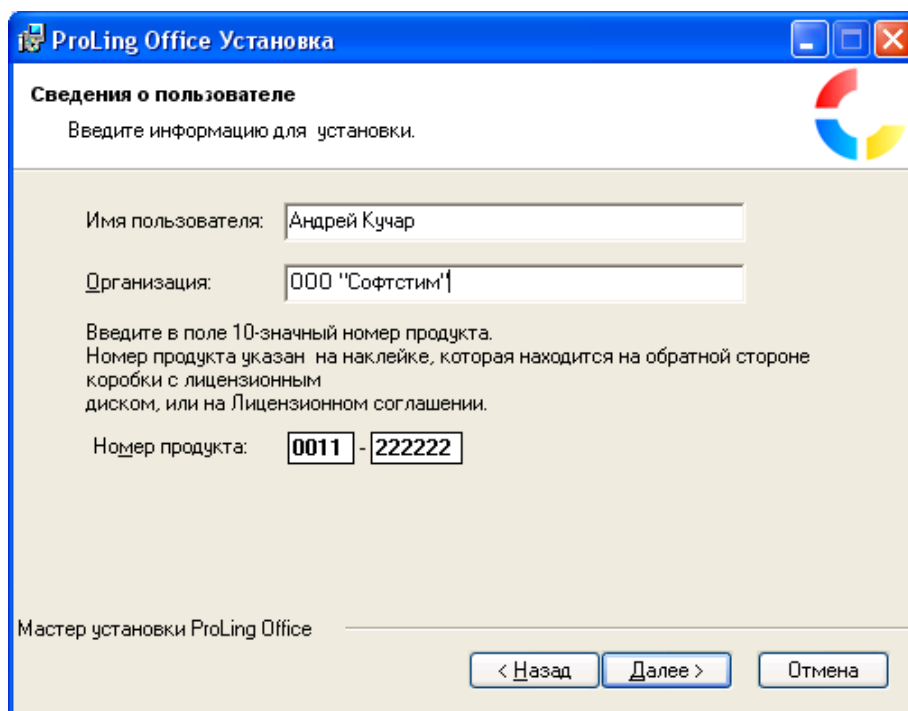 ProLing Office Установка
Сведения о пользователе
Введите информацию для установки.
Имя пользователя: Андрей Кучар
Организация: ООО "Софтстим"
Введите в поле 10-значный номер продукта.
Номер продукта указан на наклейке, которая находится на обратной стороне
коробки с лицензионным
диском, или на Лицензионном соглашении.
Номер продукта: 0011 - 222222
Мастер установки ProLing Office
< Назад Далее > Отмена